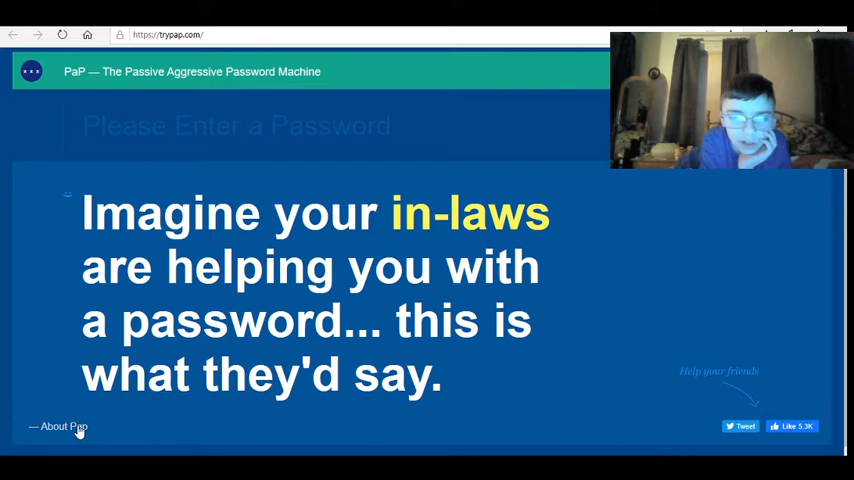 https://trypap.com/
PaP — The Passive Aggressive Password Machine
Please Enter a Password
Imagine your in-laws
are helping you with
a password... this is
what they'd say.
Help your friends
— About Pap
Tweet
Like 5.3K